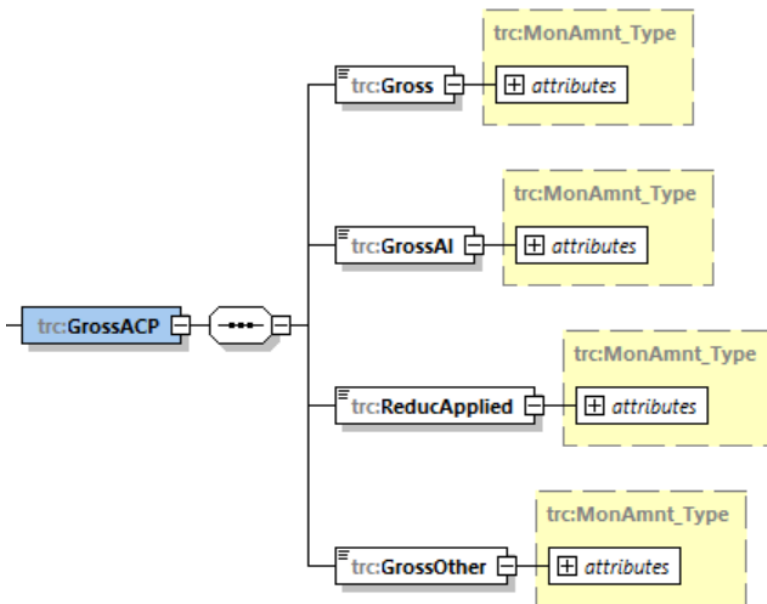 trc:MonAmnt_Type
trc:Gross
attributes
trc:MonAmnt_Type
trc:GrossAI
attributes
trc:GrossACP
trc:MonAmnt_Type
trc:ReducApplied
attributes
trc:MonAmnt_Type
trc:GrossOther
attributes